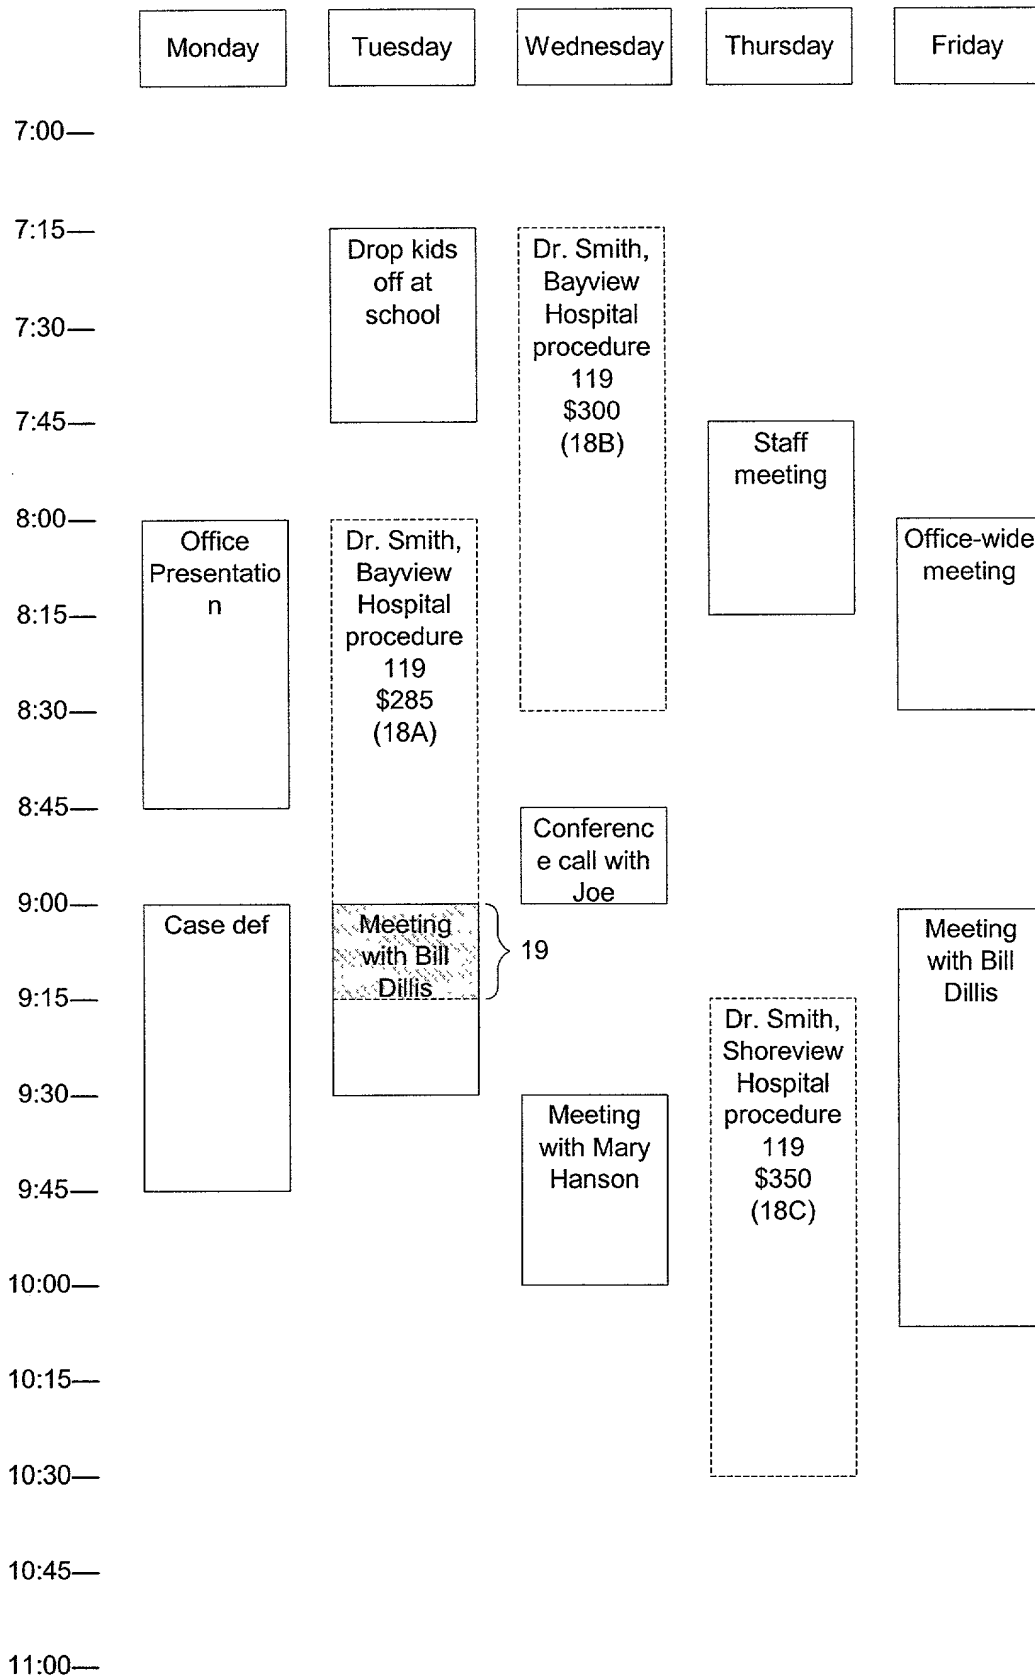 Monday
Tuesday
Wednesday
Thursday
Friday
7:00—
7:15—
7:30—
7:45—
8:00—
8:15—
8:30—
8:45—
9:00—
9:15—
9:30—
9:45—
10:00—
10:15—
10:30—
10:45—
11:00—
Office
Presentatio
n
Case def
Drop kids
off at
school
Dr. Smith,
Bayview
Hospital
procedure
119
$285
(18A)
Meeting
with Bill
Dillis
19
Dr. Smith,
Bayview
Hospital
procedure
119
$300
(18B)
Conferenc
e call with
Joe
Meeting
with Mary
Hanson
Staff
meeting
Dr. Smith,
Shoreview
Hospital
procedure
119
$350
(18C)
Office-wide
meeting
Meeting
with Bill
Dillis